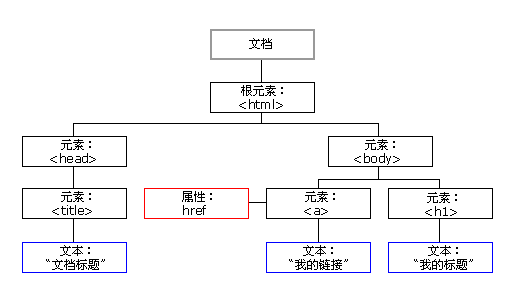 文档
根元素：
<html>
元素：
<head>
元素：
<body>
元素：
<title>
属性：
href
元素：
<a>
元素：
<h1>
文本：
“文档标题”
文本：
“我的链接”
文本：
“我的标题”